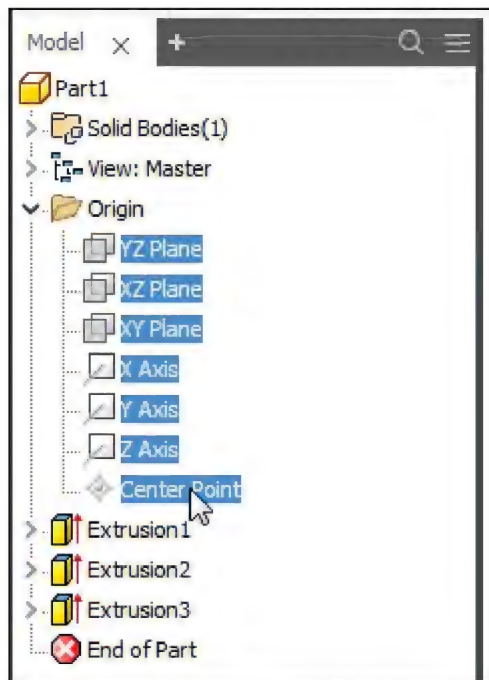 Model
Part1
Solid Bodies(1)
View: Master
Origin
YZ Plane
XZ Plane
XY Plane
X Axis
Y Axis
Z Axis
Center Point
Extrusion1
Extrusion2
Extrusion3
End of Part